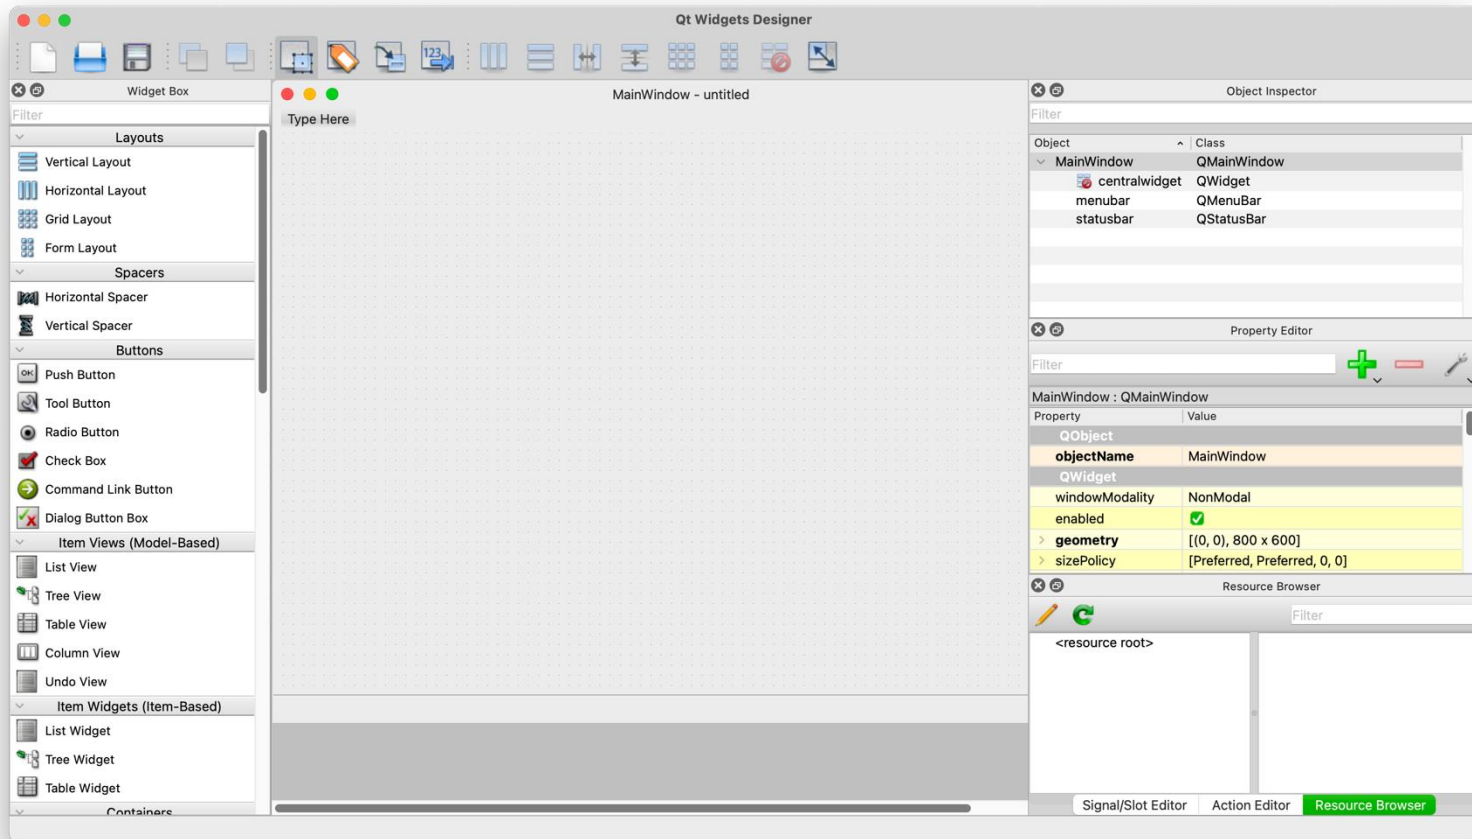 Qt Widgets Designer
123
Widget Box
Filter
Layouts
Vertical Layout
Horizontal Layout
Grid Layout
Form Layout
Spacers
Horizontal Spacer
Vertical Spacer
Buttons
OK Push Button
Tool Button
Radio Button
Check Box
Command Link Button
Dialog Button Box
Item Views (Model-Based)
List View
Tree View
Table View
Column View
Undo View
Item Widgets (Item-Based)
List Widget
Tree Widget
Table Widget
Containers
MainWindow - untitled
Type Here
Object Inspector
Filter
Object Class
MainWindow QMainWindow
centralwidget QWidget
menubar QMenuBar
statusbar QStatusBar
Property Editor
Filter
MainWindow : QMainWindow
Property Value
QObject
objectName MainWindow
QWidget
windowModality NonModal
enabled
geometry [(0, 0), 800 x 600]
sizePolicy [Preferred, Preferred, 0, 0]
Resource Browser
Filter
<resource root>
Signal/Slot Editor Action Editor Resource Browser